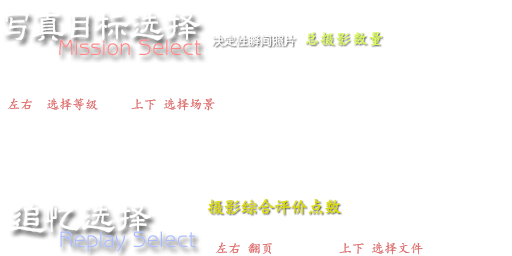 写真目标选择
Mission Select
决定性瞬间照片 总摄影数量
左右 选择等级 上下 选择场景
追忆选择
Replay Select
摄影综合评价点数
左右 翻页 上下 选择文件